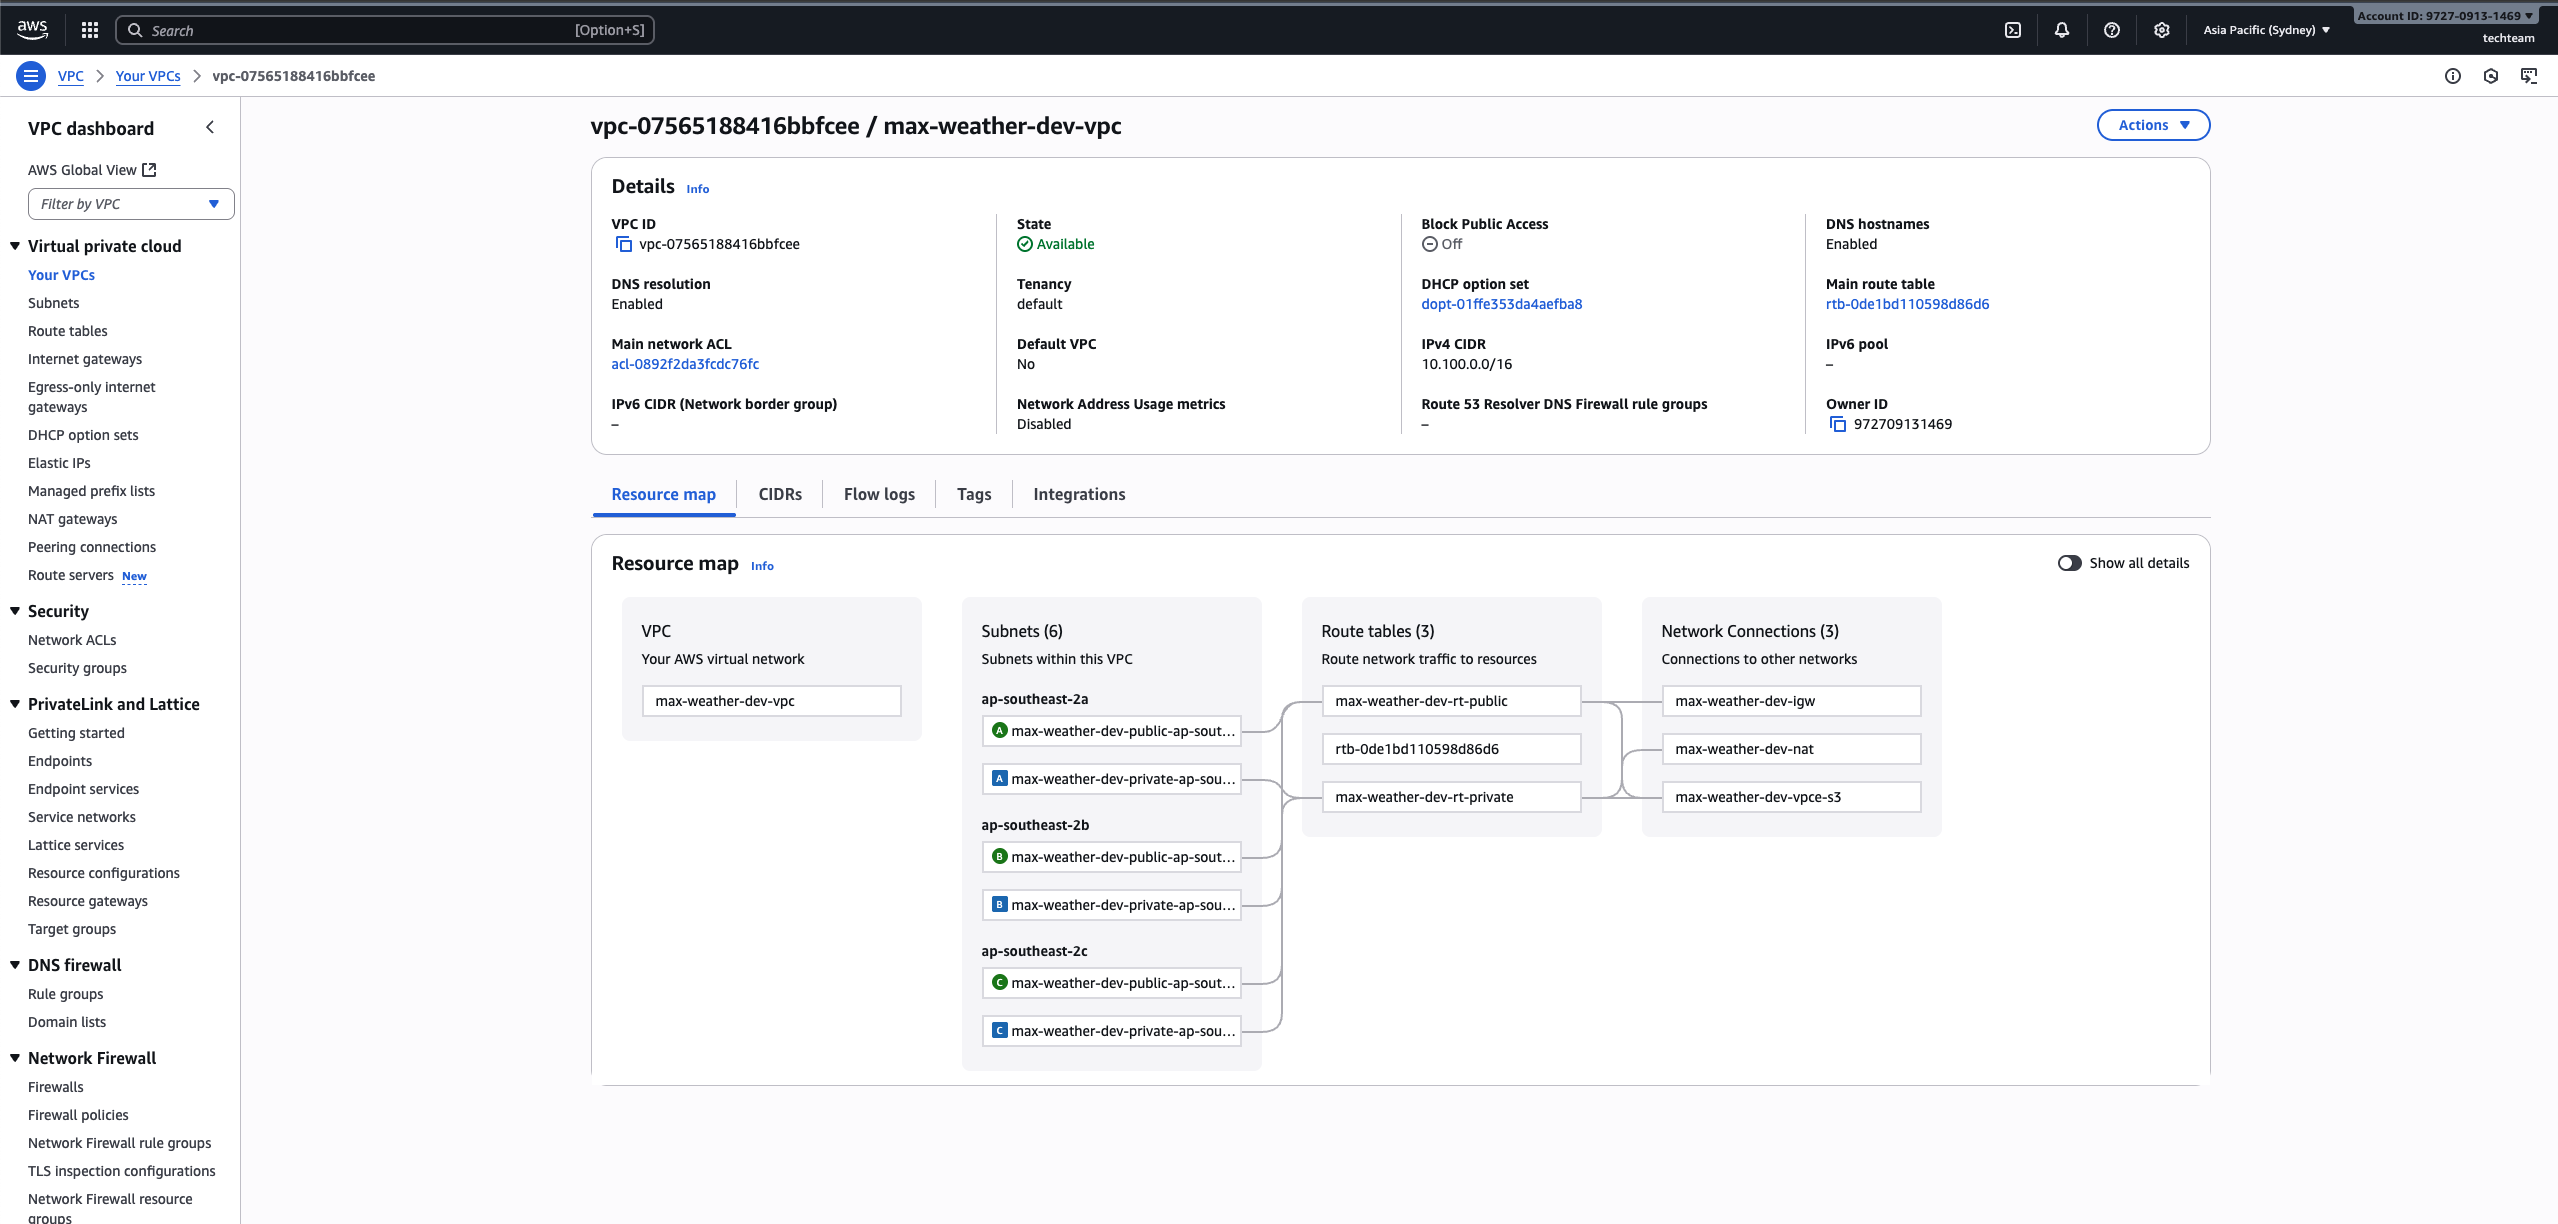 aws
Search
[Option+S]
Asia Pacific (Sydney)
Account ID: 9727-0913-1469
techteam
VPC
Your VPCs
vpc-07565188416bbfcee
VPC dashboard
AWS Global View
Filter by VPC
Virtual private cloud
Your VPCs
Subnets
Route tables
Internet gateways
Egress-only internet
gateways
DHCP option sets
Elastic IPs
Managed prefix lists
NAT gateways
Peering connections
Route servers New
Security
Network ACLs
Security groups
PrivateLink and Lattice
Getting started
Endpoints
Endpoint services
Service networks
Lattice services
Resource configurations
Resource gateways
Target groups
DNS firewall
Rule groups
Domain lists
Network Firewall
Firewalls
Firewall policies
Network Firewall rule groups
TLS inspection configurations
Network Firewall resource
groups
vpc-07565188416bbfcee / max-weather-dev-vpc
Actions
Details Info
VPC ID
vpc-07565188416bbfcee
State
Available
Block Public Access
Off
DNS hostnames
Enabled
DNS resolution
Enabled
Tenancy
default
DHCP option set
dopt-01ffe353da4aefba8
Main route table
rtb-0de1bd110598d86d6
Main network ACL
acl-0892f2da3fcdc76fc
Default VPC
No
IPv4 CIDR
10.100.0.0/16
IPv6 pool
–
IPv6 CIDR (Network border group)
–
Network Address Usage metrics
Disabled
Route 53 Resolver DNS Firewall rule groups
–
Owner ID
972709131469
Resource map
CIDRs
Flow logs
Tags
Integrations
Resource map Info
Show all details
VPC
Your AWS virtual network
max-weather-dev-vpc
Subnets (6)
Subnets within this VPC
ap-southeast-2a
A max-weather-dev-public-ap-sout...
A max-weather-dev-private-ap-sou...
ap-southeast-2b
B max-weather-dev-public-ap-sout...
B max-weather-dev-private-ap-sou...
ap-southeast-2c
C max-weather-dev-public-ap-sout...
C max-weather-dev-private-ap-sou...
Route tables (3)
Route network traffic to resources
max-weather-dev-rt-public
rtb-0de1bd110598d86d6
max-weather-dev-rt-private
Network Connections (3)
Connections to other networks
max-weather-dev-igw
max-weather-dev-nat
max-weather-dev-vpce-s3